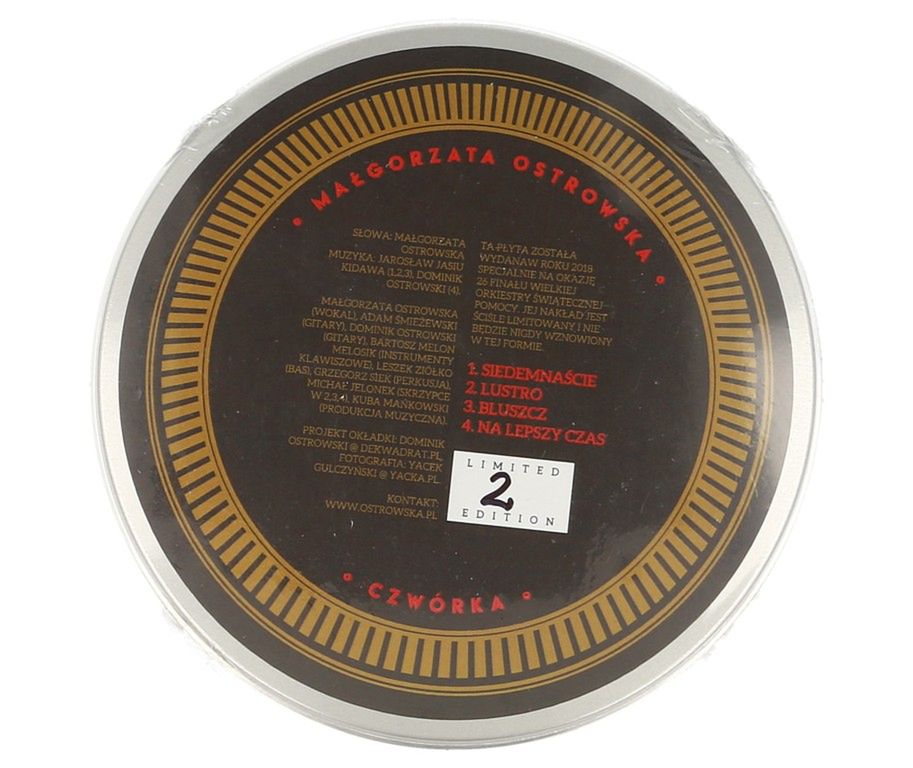 MAŁGORZATA OSTROWSKA
SŁOWA: MAŁGORZATA
OSTROWSKA
MUZYKA: JAROSŁAW JASIU
KIDAWA (1,2,3), DOMINIK
OSTROWSKI (4).
MAŁGORZATA OSTROWSKA
(WOKAL), ADAM ŚMIEŻEWSKI
(GITARY), DOMINIK OSTROWSKI
(GITARY), BARTOSZ MELON
MELOSIK (INSTRUMENTY
KLAWISZOWE), LESZEK ZIÓŁKO
(BAS), GRZEGORZ SIEK (PERKUSJA),
MICHAŁ JELONEK (SKRZYPCE
W 2,3,4), KUBA MAŃKOWSKI
(PRODUKCJA MUZYCZNA).
PROJEKT OKŁADKI: DOMINIK
OSTROWSKI @ DEKWADRAT.PL,
FOTOGRAFIA: YACEK
GULCZYŃSKI @ YACKA.PL.
KONTAKT:
WWW.OSTROWSKA.PL
TA PŁYTA ZOSTAŁA
WYDANAW ROKU 2018
SPECJALNIE NA OKAZJĘ
26 FINAŁU WIELKIEJ
ORKIESTRY ŚWIĄTECZNEJ
POMOCY. JEJ NAKŁAD JEST
ŚCIŚLE LIMITOWANY I NIE
BĘDZIE NIGDY WZNOWIONY
W TEJ FORMIE.
1. SIEDEMNAŚCIE
2. LUSTRO
3. BLUSZCZ
4. NA LEPSZY CZAS
LIMITED
2
EDITION
CZWÓRKA